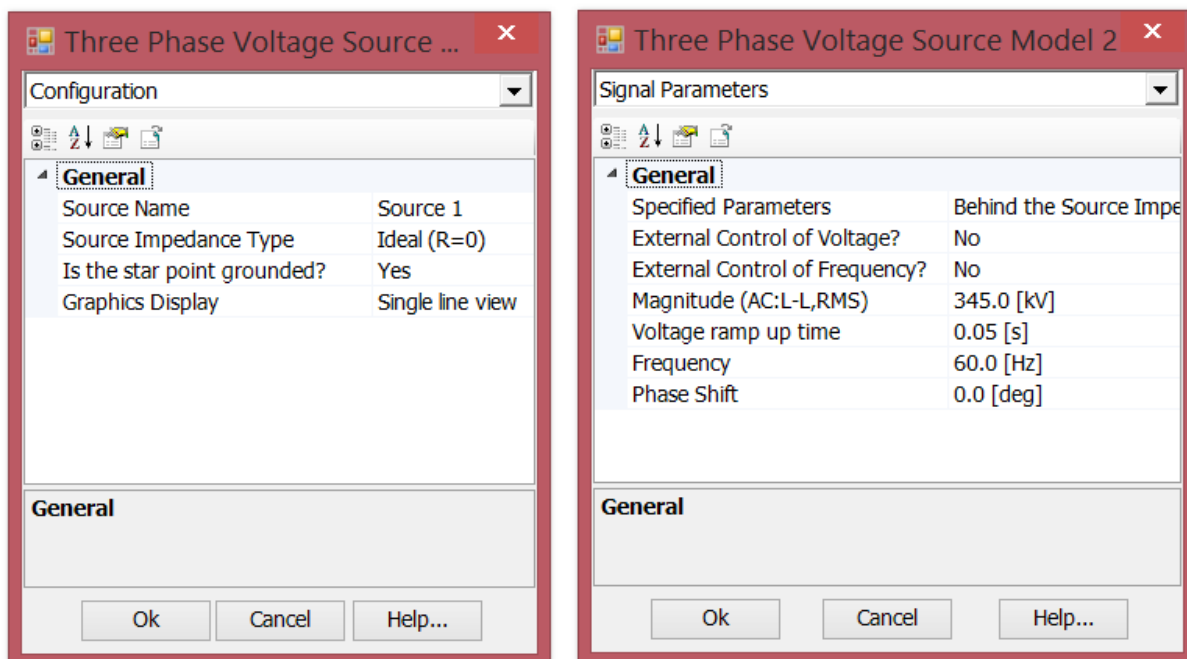 Three Phase Voltage Source ...
Configuration
General
Source Name Source 1
Source Impedance Type Ideal (R=0)
Is the star point grounded? Yes
Graphics Display Single line view
General
Ok Cancel Help...
Three Phase Voltage Source Model 2
Signal Parameters
General
Specified Parameters Behind the Source Impe
External Control of Voltage? No
External Control of Frequency? No
Magnitude (AC:L-L,RMS) 345.0 [kV]
Voltage ramp up time 0.05 [s]
Frequency 60.0 [Hz]
Phase Shift 0.0 [deg]
General
Ok Cancel Help...